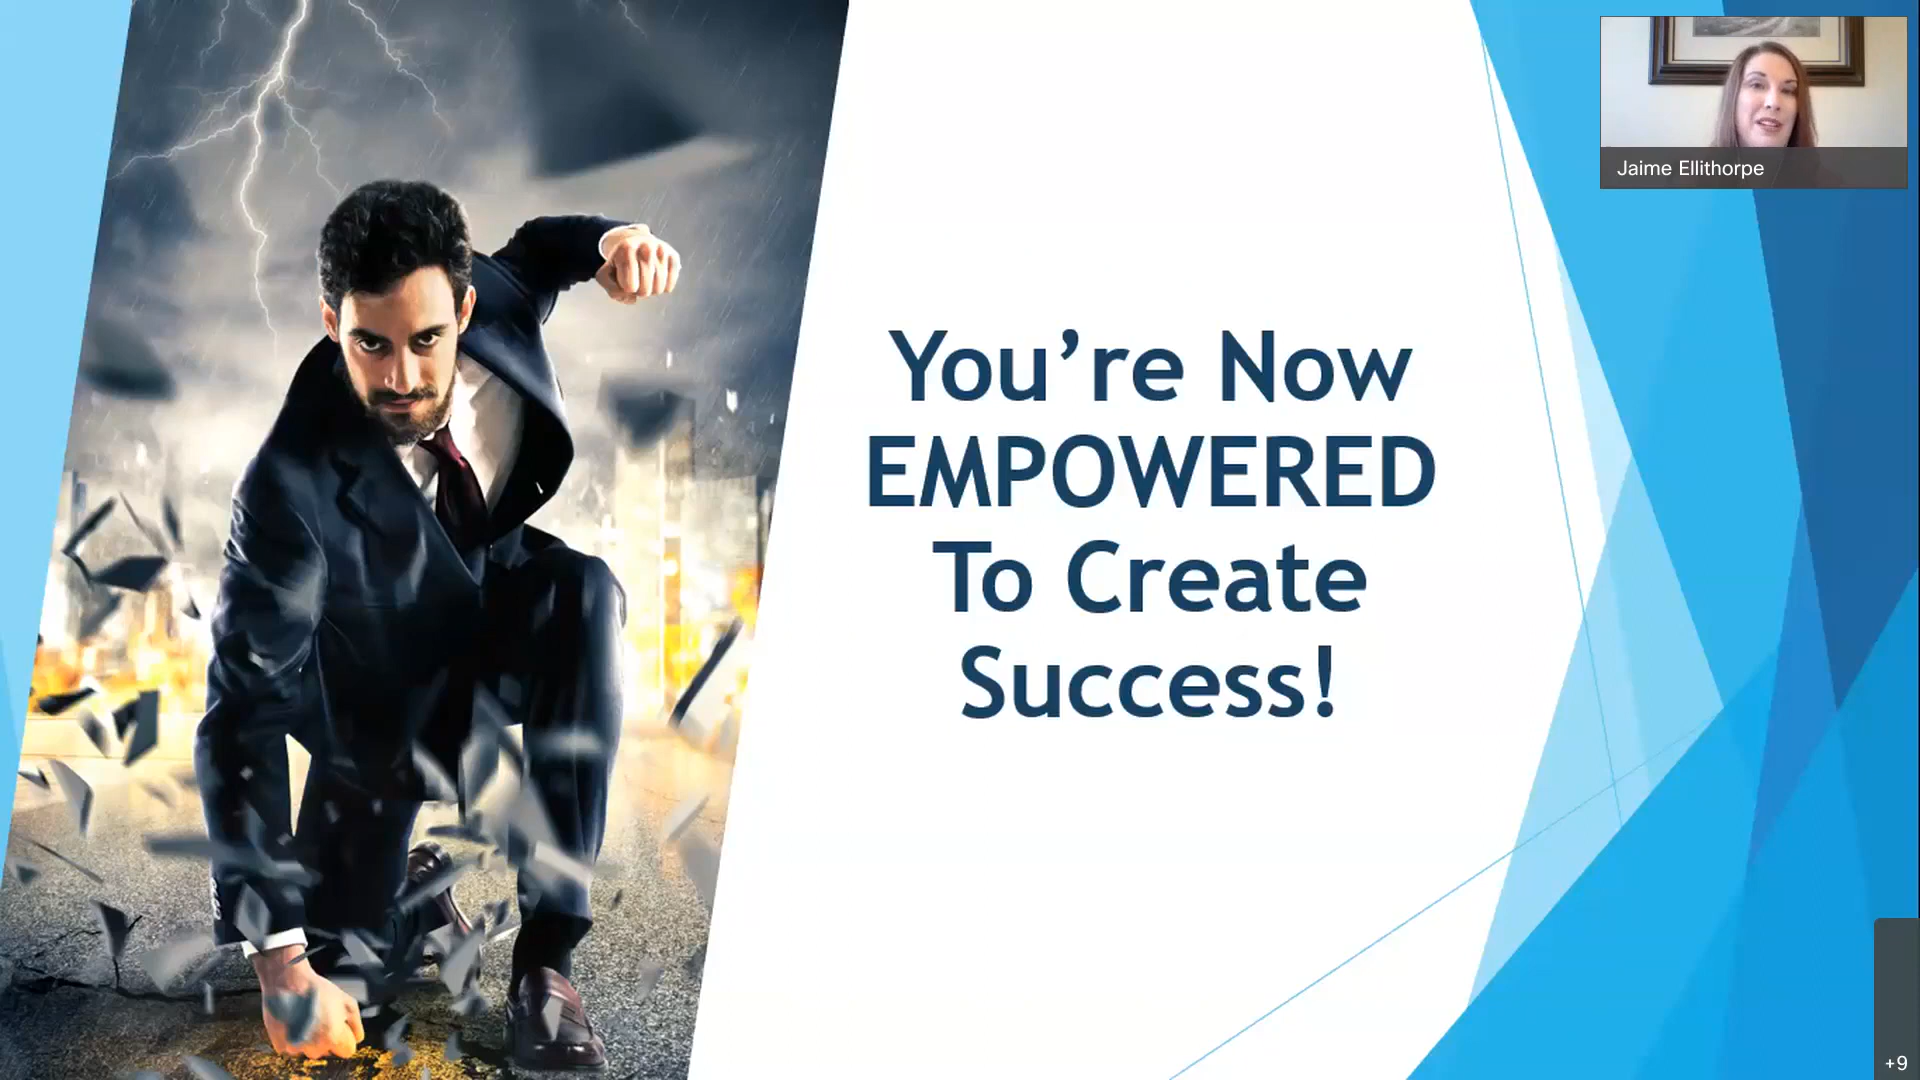 Jaime Ellithorpe
You’re Now
EMPOWERED
To Create
Success!
+9